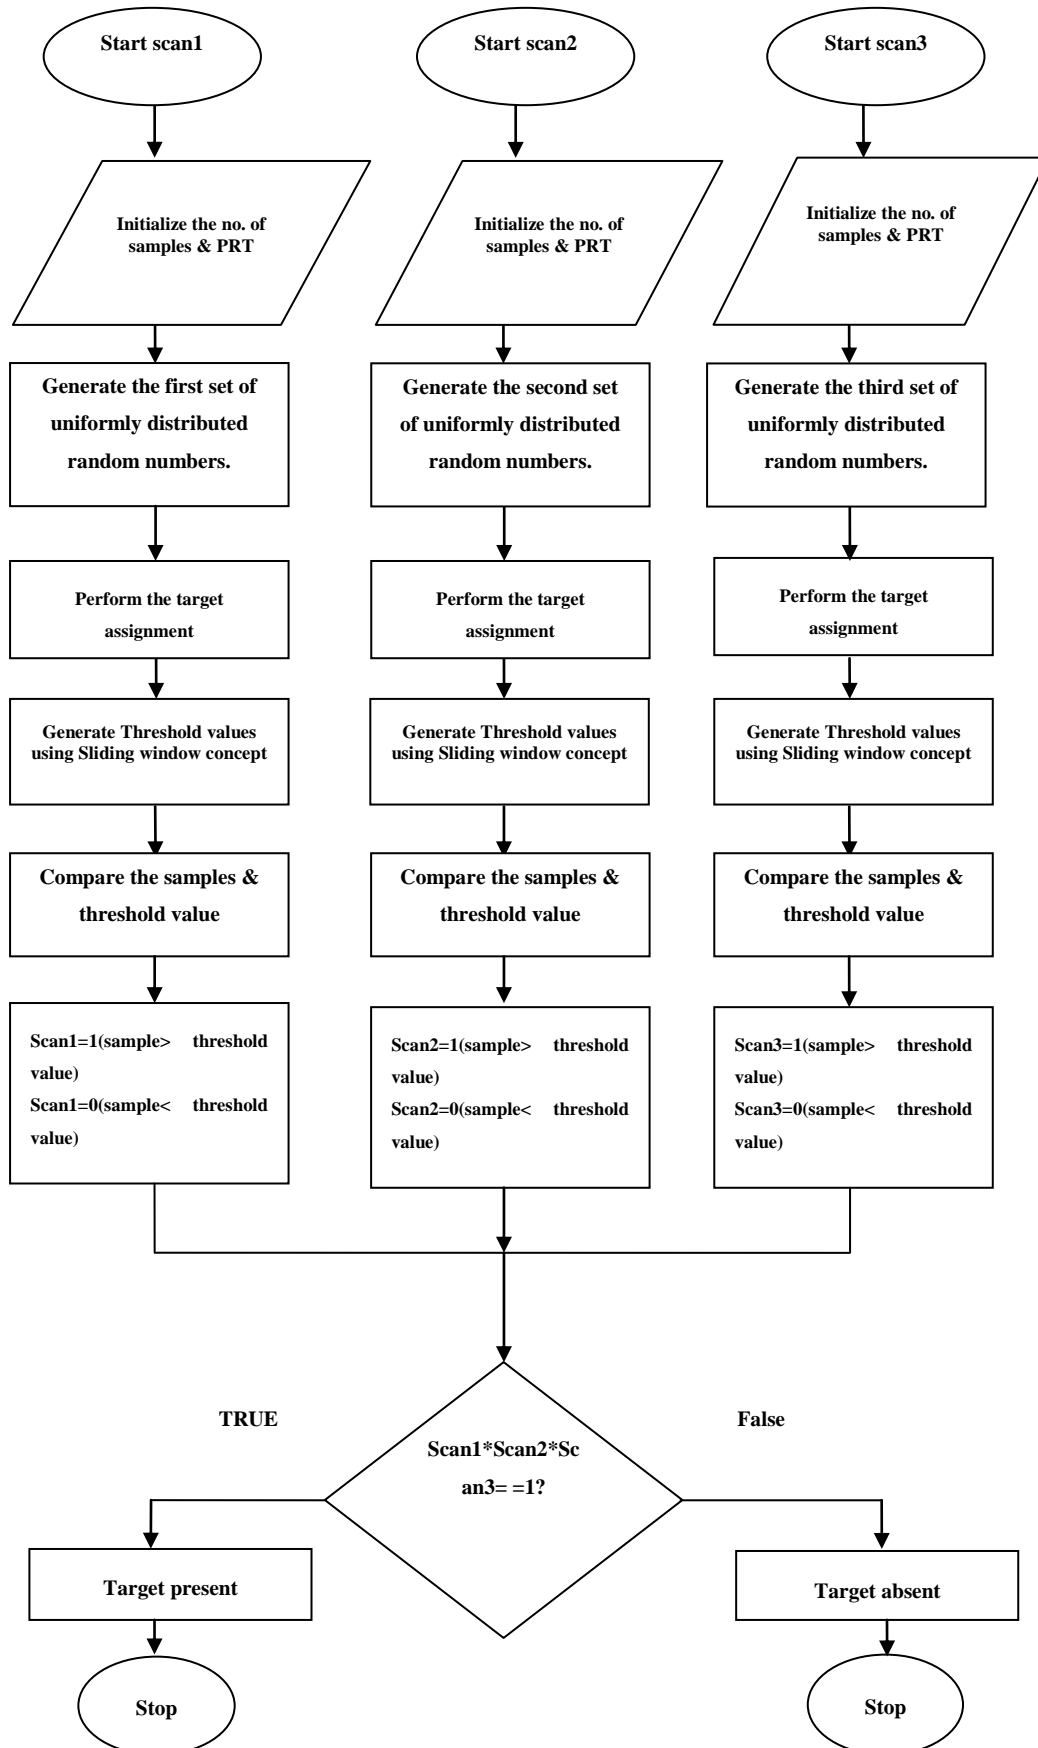 Start scan1
Start scan2
Start scan3
Initialize the no. of
samples & PRT
Initialize the no. of
samples & PRT
Initialize the no. of
samples & PRT
Generate the first set of
uniformly distributed
random numbers.
Generate the second set
of uniformly distributed
random numbers.
Generate the third set of
uniformly distributed
random numbers.
Perform the target
assignment
Perform the target
assignment
Perform the target
assignment
Generate Threshold values
using Sliding window concept
Generate Threshold values
using Sliding window concept
Generate Threshold values
using Sliding window concept
Compare the samples &
threshold value
Compare the samples &
threshold value
Compare the samples &
threshold value
Scan1=1(sample> threshold
value)
Scan1=0(sample< threshold
value)
Scan2=1(sample> threshold
value)
Scan2=0(sample< threshold
value)
Scan3=1(sample> threshold
value)
Scan3=0(sample< threshold
value)
TRUE
False
Scan1*Scan2*Sc
an3= =1?
Target present
Target absent
Stop
Stop